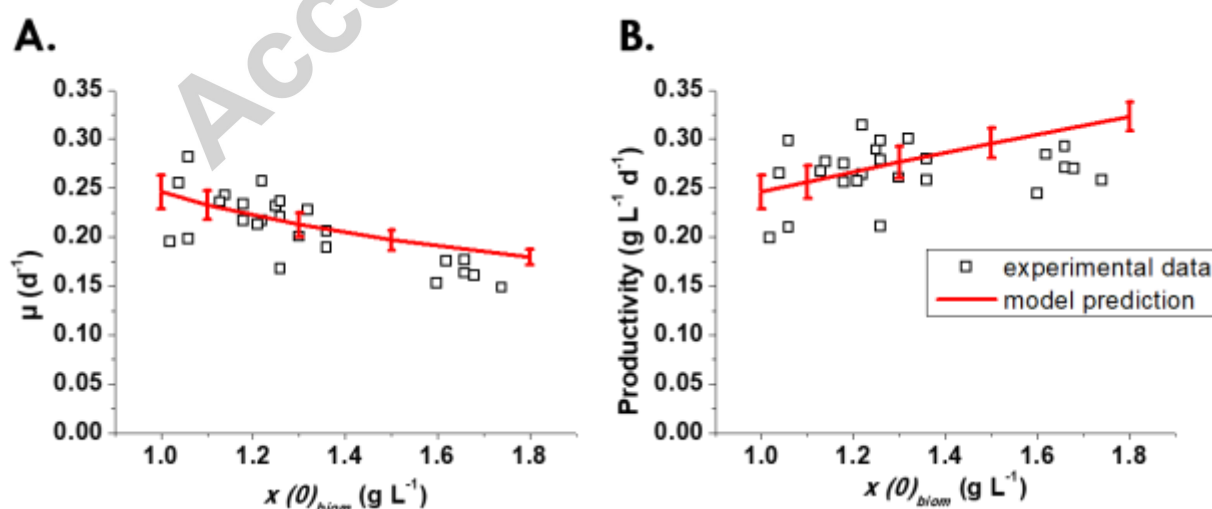 A.
B.
Acce
0.35
0.30
0.25
0.20
0.15
0.10
0.05
0.00
μ (d⁻¹)
1.0 1.2 1.4 1.6 1.8
x (0)biom (g L⁻¹)
0.35
0.30
0.25
0.20
0.15
0.10
0.05
0.00
Productivity (g L⁻¹ d⁻¹)
experimental data
model prediction
1.0 1.2 1.4 1.6 1.8
x (0)biom (g L⁻¹)